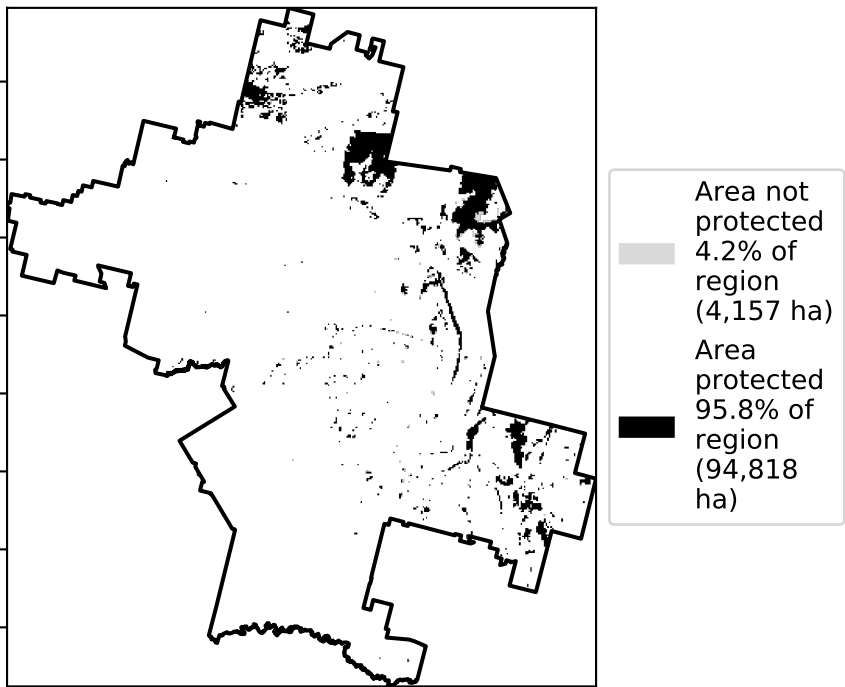 Area not
protected
4.2% of
region
(4,157 ha)
Area
protected
95.8% of
region
(94,818
ha)